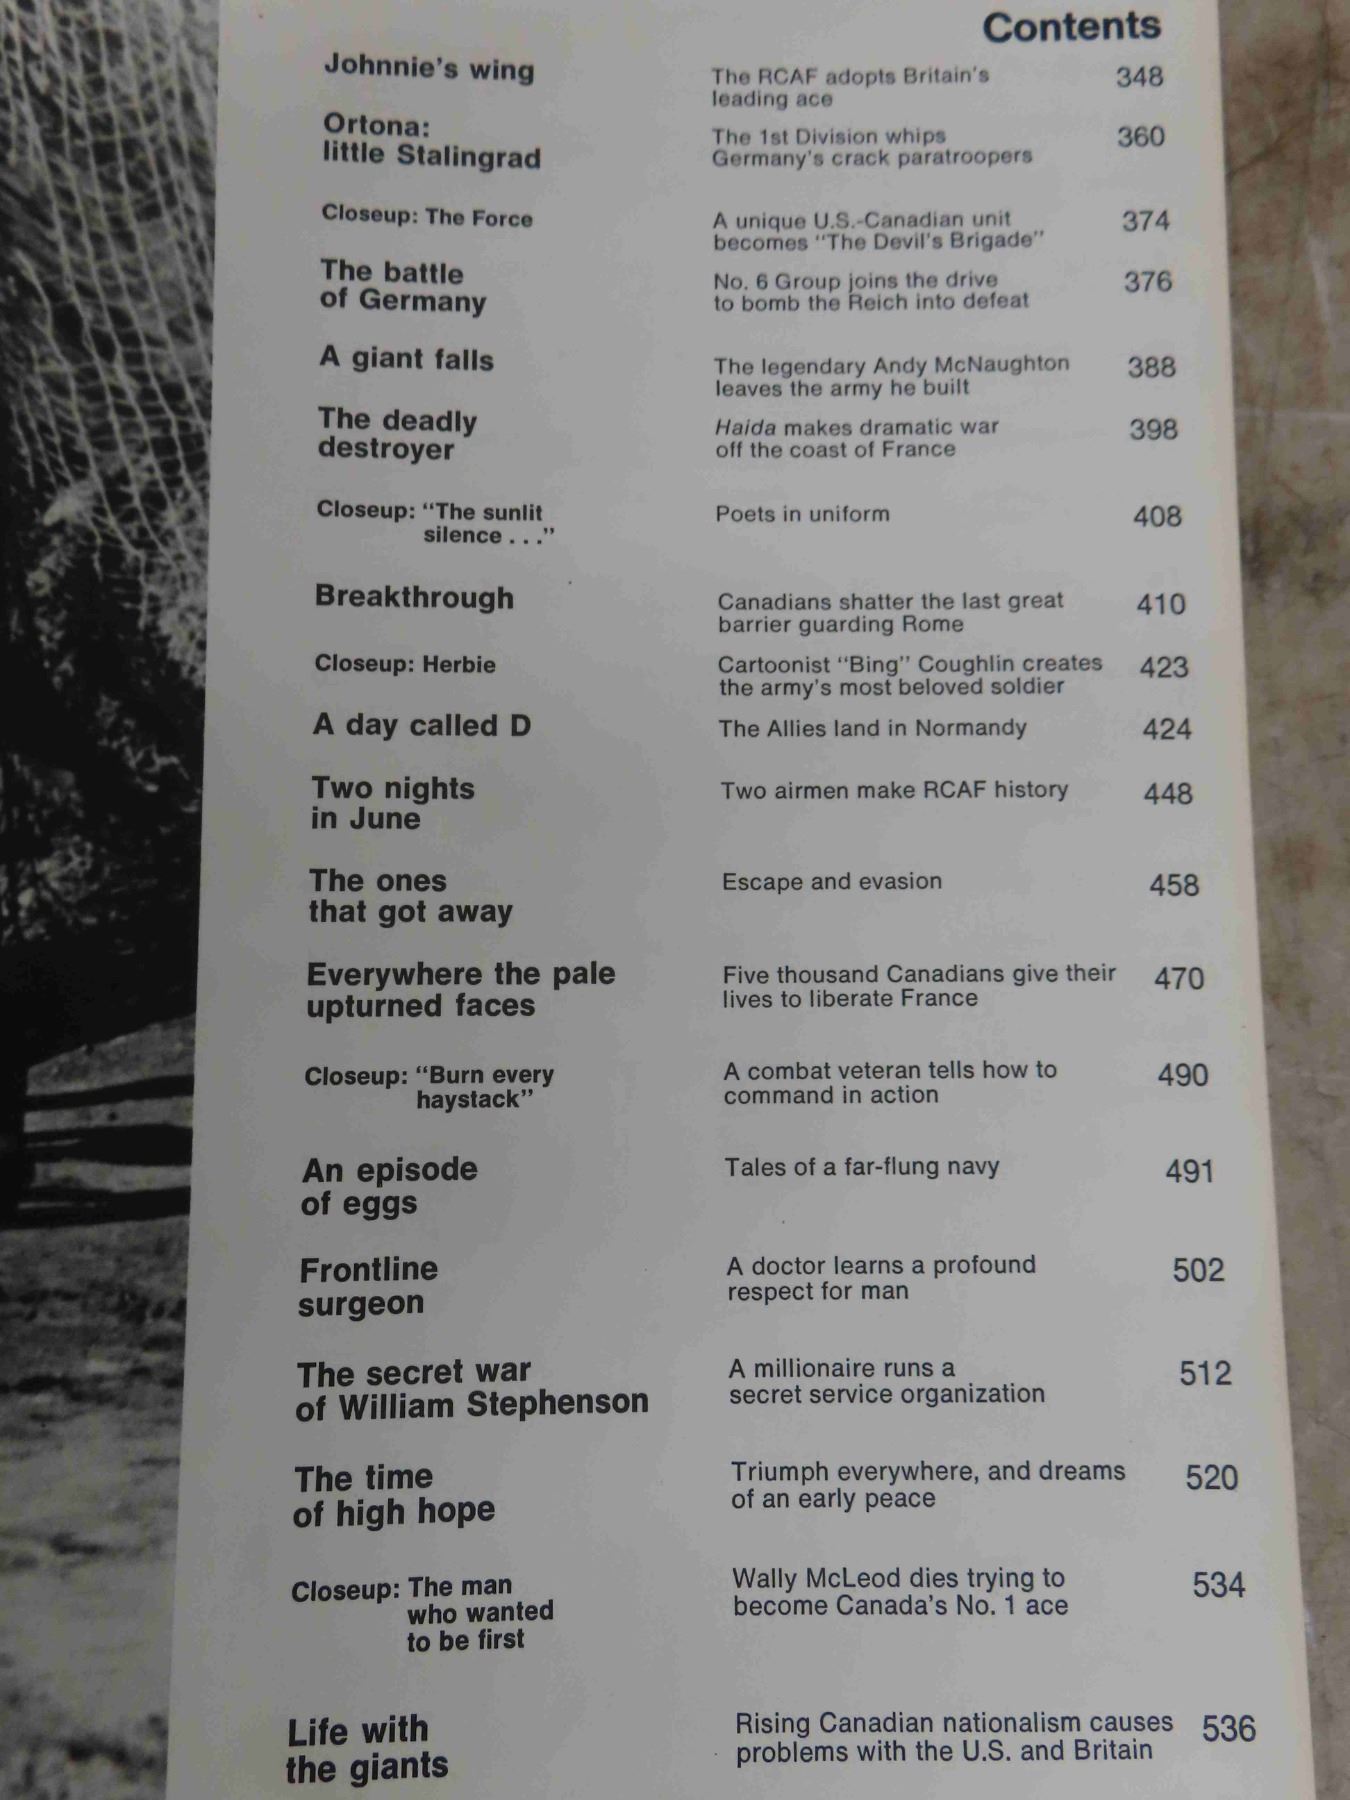 Contents
Johnnie's wing
The RCAF adopts Britain's
leading ace
348
Ortona:
little Stalingrad
The 1st Division whips
Germany's crack paratroopers
360
Closeup: The Force
A unique U.S.-Canadian unit
becomes "The Devil's Brigade"
374
The battle
of Germany
No. 6 Group joins the drive
to bomb the Reich into defeat
376
A giant falls
The legendary Andy McNaughton
leaves the army he built
388
The deadly
destroyer
Haida makes dramatic war
off the coast of France
398
Closeup: "The sunlit
silence . . ."
Poets in uniform
408
Breakthrough
Canadians shatter the last great
barrier guarding Rome
410
Closeup: Herbie
Cartoonist "Bing" Coughlin creates
the army's most beloved soldier
423
A day called D
The Allies land in Normandy
424
Two nights
in June
Two airmen make RCAF history
448
The ones
that got away
Escape and evasion
458
Everywhere the pale
upturned faces
Five thousand Canadians give their
lives to liberate France
470
Closeup: "Burn every
haystack"
A combat veteran tells how to
command in action
490
An episode
of eggs
Tales of a far-flung navy
491
Frontline
surgeon
A doctor learns a profound
respect for man
502
The secret war
of William Stephenson
A millionaire runs a
secret service organization
512
The time
of high hope
Triumph everywhere, and dreams
of an early peace
520
Closeup: The man
who wanted
to be first
Wally McLeod dies trying to
become Canada's No. 1 ace
534
Life with
the giants
Rising Canadian nationalism causes
problems with the U.S. and Britain
536